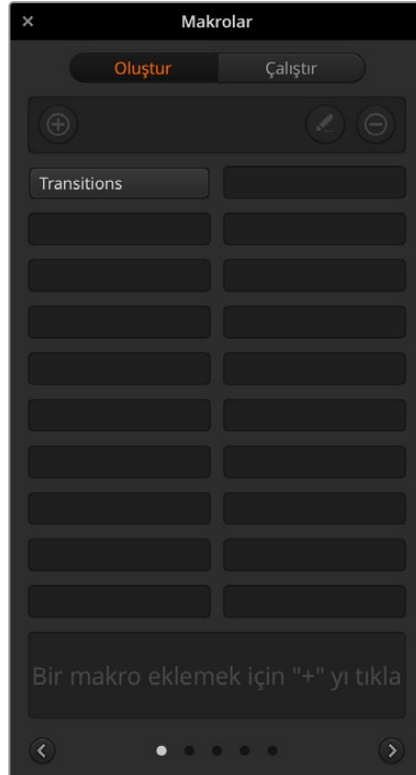 Makrolar
Oluştur
Çalıştır
Transitions
Bir makro eklemek için "+" yı tıkla